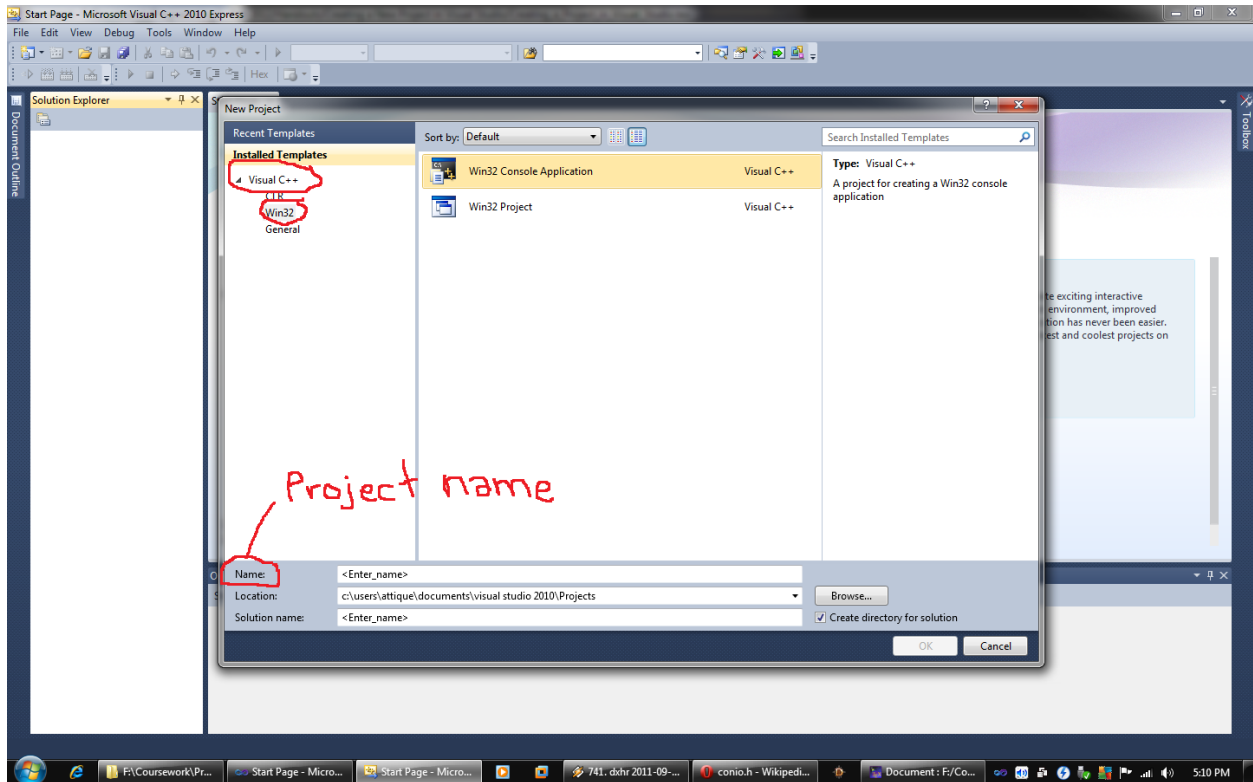 Start Page - Microsoft Visual C++ 2010 Express
File Edit View Debug Tools Window Help
Hex
Solution Explorer
Document Outline
Toolbox
New Project
Recent Templates
Installed Templates
Visual C++
CLR
Win32
General
Sort by: Default
Win32 Console Application Visual C++
Win32 Project Visual C++
Search Installed Templates
Type: Visual C++
A project for creating a Win32 console
application
te exciting interactive
environment, improved
tion has never been easier.
est and coolest projects on
Project name
Name: <Enter_name>
Location: c:\users\attique\documents\visual studio 2010\Projects Browse...
Solution name: <Enter_name> Create directory for solution
OK Cancel
F:\Coursework\Pr... Start Page - Micro... Start Page - Micro... 741. dxhr 2011-09-... conio.h - Wikipedi... Document : F:/Co... 5:10 PM